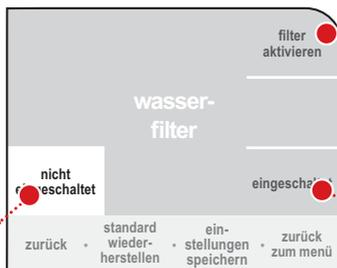 filter
aktivieren
wasser-
filter
nicht
eingeschaltet
eingeschaltet
zurück • standard wieder- herstellen • ein- stellungen speichern • zurück zum menü